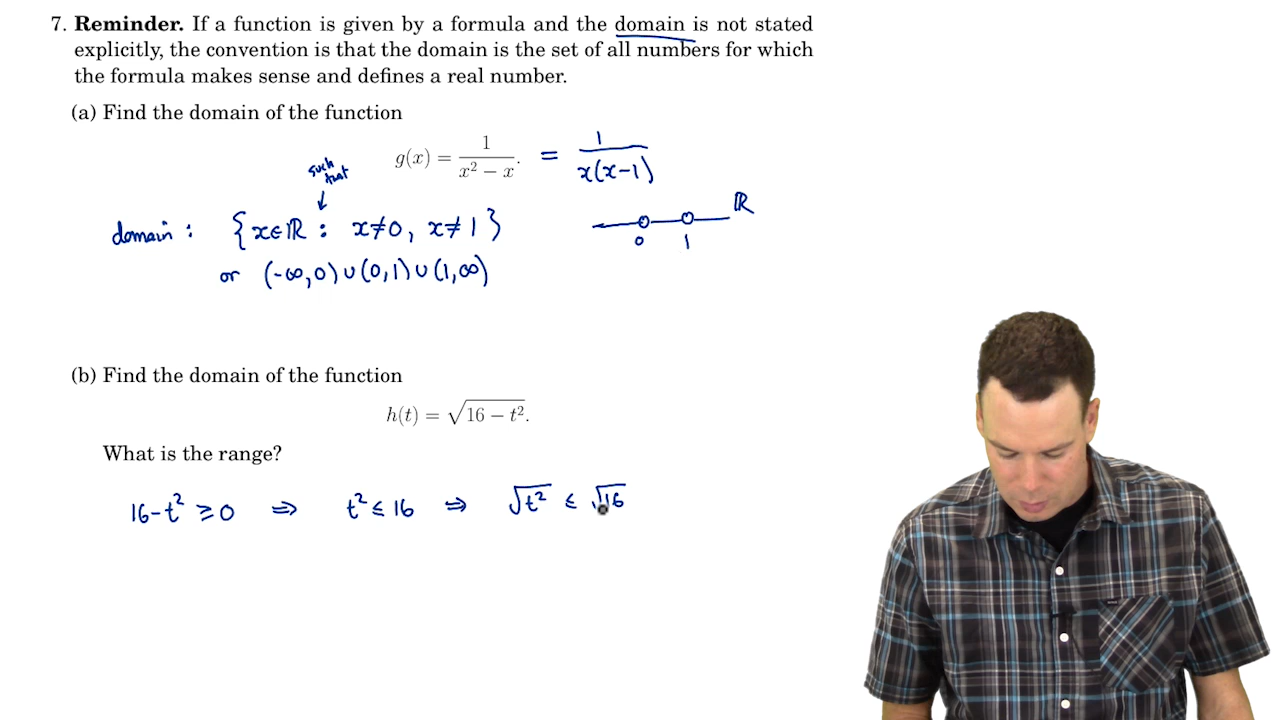 7. Reminder. If a function is given by a formula and the domain is not stated
explicitly, the convention is that the domain is the set of all numbers for which
the formula makes sense and defines a real number.
(a) Find the domain of the function
g(x) = 1/(x² − x). = 1/(x(x−1))
such
that
domain : {x∈ℝ : x≠0, x≠1}
ℝ
0 1
or (-∞,0)∪(0,1)∪(1,∞)
(b) Find the domain of the function
h(t) = √(16 − t²).
What is the range?
16-t² ≥ 0 ⇒ t² ≤ 16 ⇒ √t² ≤ √16